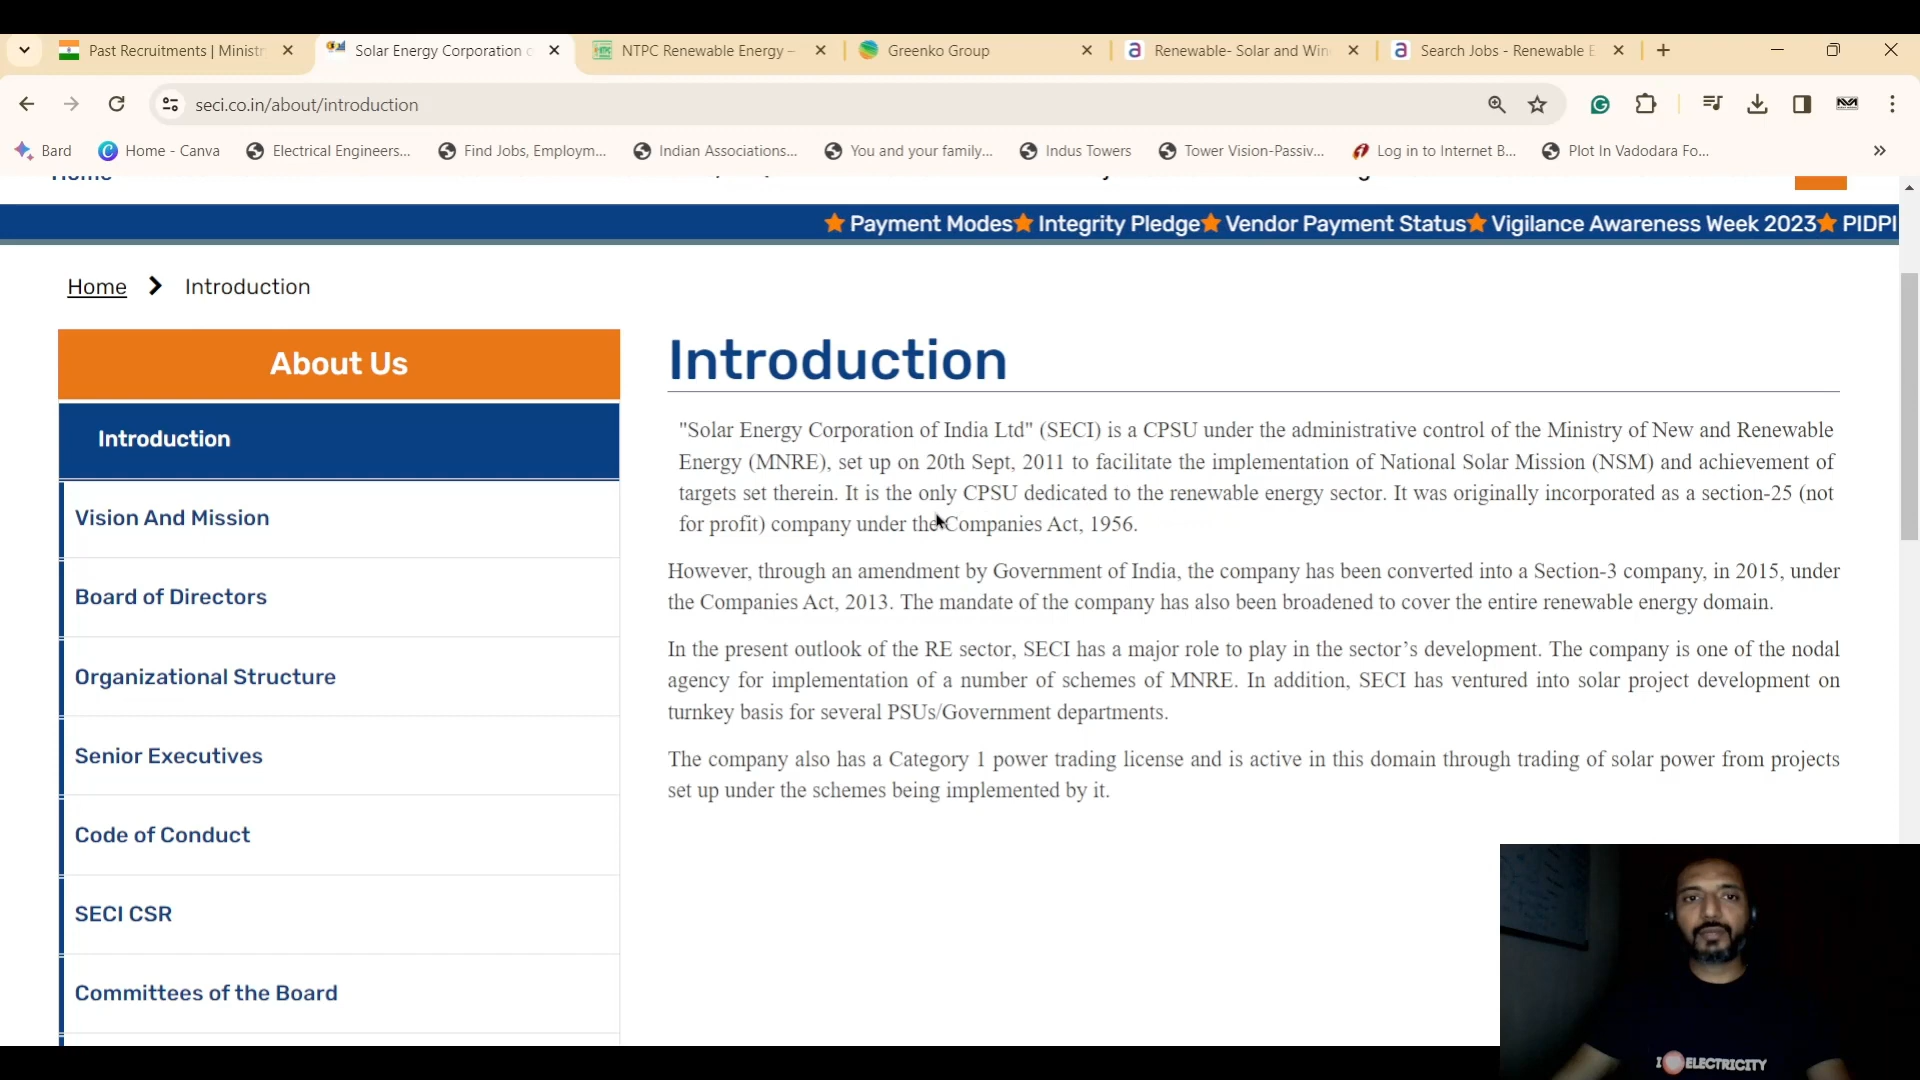 Past Recruitments | Ministr
Solar Energy Corporation o
NTPC Renewable Energy –
Greenko Group
Renewable- Solar and Win
Search Jobs - Renewable E
seci.co.in/about/introduction
Bard
Home - Canva
Electrical Engineers...
Find Jobs, Employm...
Indian Associations...
You and your family...
Indus Towers
Tower Vision-Passiv...
Log in to Internet B...
Plot In Vadodara Fo...
Home
Payment Modes
Integrity Pledge
Vendor Payment Status
Vigilance Awareness Week 2023
PIDPI
Home
Introduction
About Us
Introduction
Vision And Mission
Board of Directors
Organizational Structure
Senior Executives
Code of Conduct
SECI CSR
Committees of the Board
Introduction
"Solar Energy Corporation of India Ltd" (SECI) is a CPSU under the administrative control of the Ministry of New and Renewable
Energy (MNRE), set up on 20th Sept, 2011 to facilitate the implementation of National Solar Mission (NSM) and achievement of
targets set therein. It is the only CPSU dedicated to the renewable energy sector. It was originally incorporated as a section-25 (not
for profit) company under the Companies Act, 1956.
However, through an amendment by Government of India, the company has been converted into a Section-3 company, in 2015, under
the Companies Act, 2013. The mandate of the company has also been broadened to cover the entire renewable energy domain.
In the present outlook of the RE sector, SECI has a major role to play in the sector’s development. The company is one of the nodal
agency for implementation of a number of schemes of MNRE. In addition, SECI has ventured into solar project development on
turnkey basis for several PSUs/Government departments.
The company also has a Category 1 power trading license and is active in this domain through trading of solar power from projects
set up under the schemes being implemented by it.
I ELECTRICITY